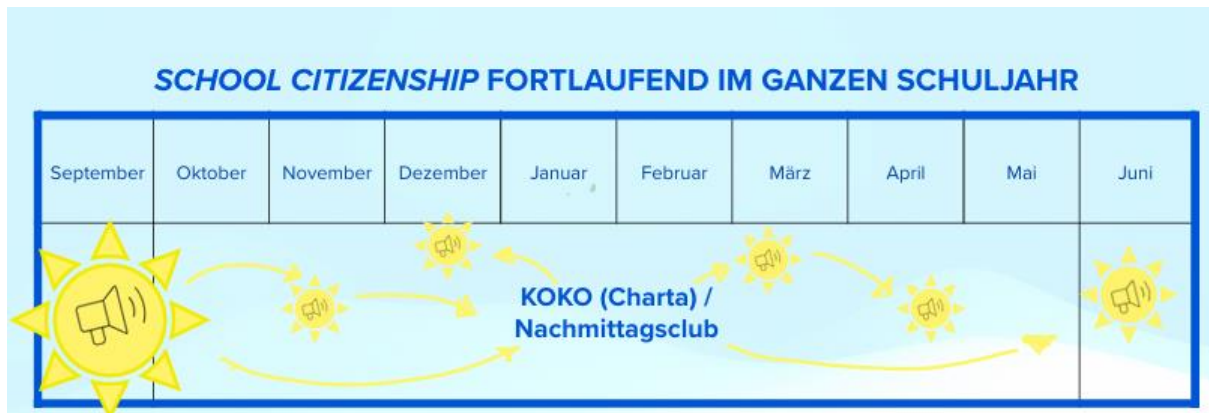 SCHOOL CITIZENSHIP FORTLAUFEND IM GANZEN SCHULJAHR
September
Oktober
November
Dezember
Januar
Februar
März
April
Mai
Juni
KOKO (Charta) /
Nachmittagsclub